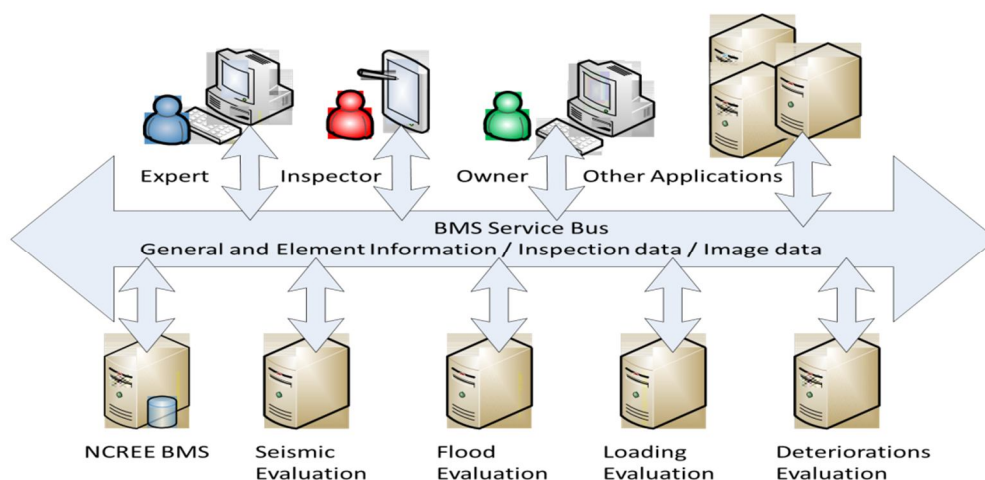 Expert
Inspector
Owner
Other Applications
BMS Service Bus
General and Element Information / Inspection data / Image data
NCREE BMS
Seismic
Evaluation
Flood
Evaluation
Loading
Evaluation
Deteriorations
Evaluation